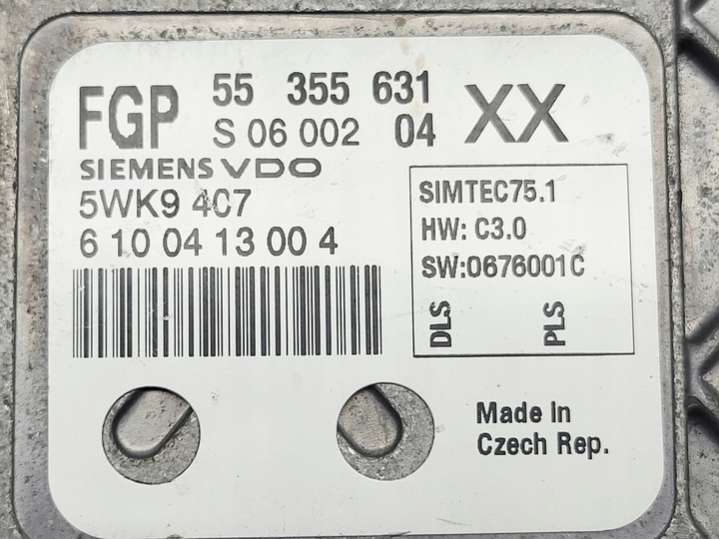 FGP 55 355 631 XX
S 06 002 04
SIEMENS VDO
5WK9 407
6 10 04 13 00 4
SIMTEC75.1
HW: C3.0
SW:0676001C
DLS PLS
Made In
Czech Rep.